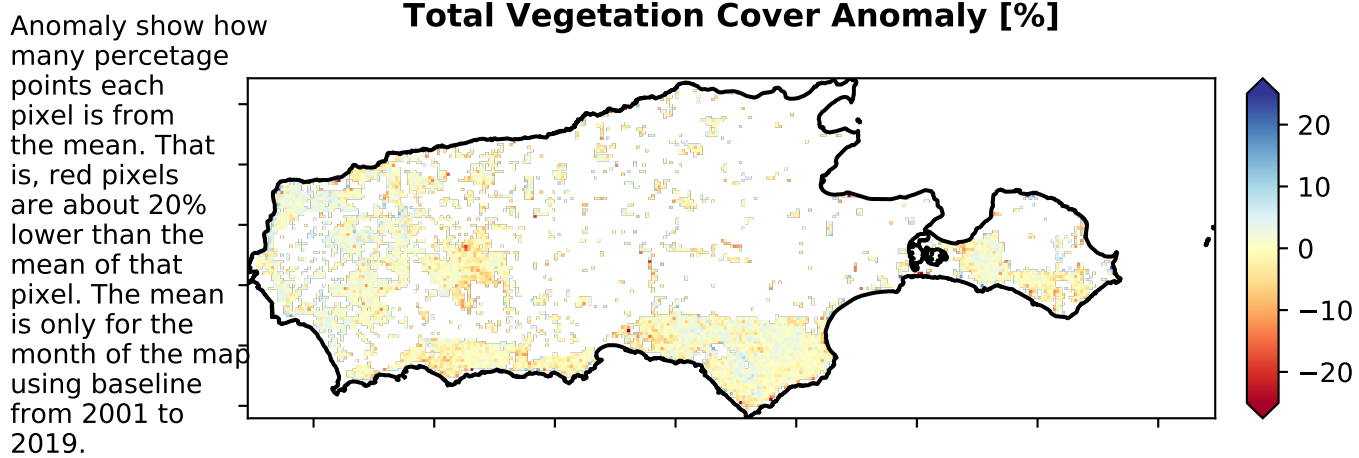 Total Vegetation Cover Anomaly [%]
Anomaly show how
many percetage
points each
pixel is from
the mean. That
is, red pixels
are about 20%
lower than the
mean of that
pixel. The mean
is only for the
month of the map
using baseline
from 2001 to
2019.
20
10
0
−10
−20